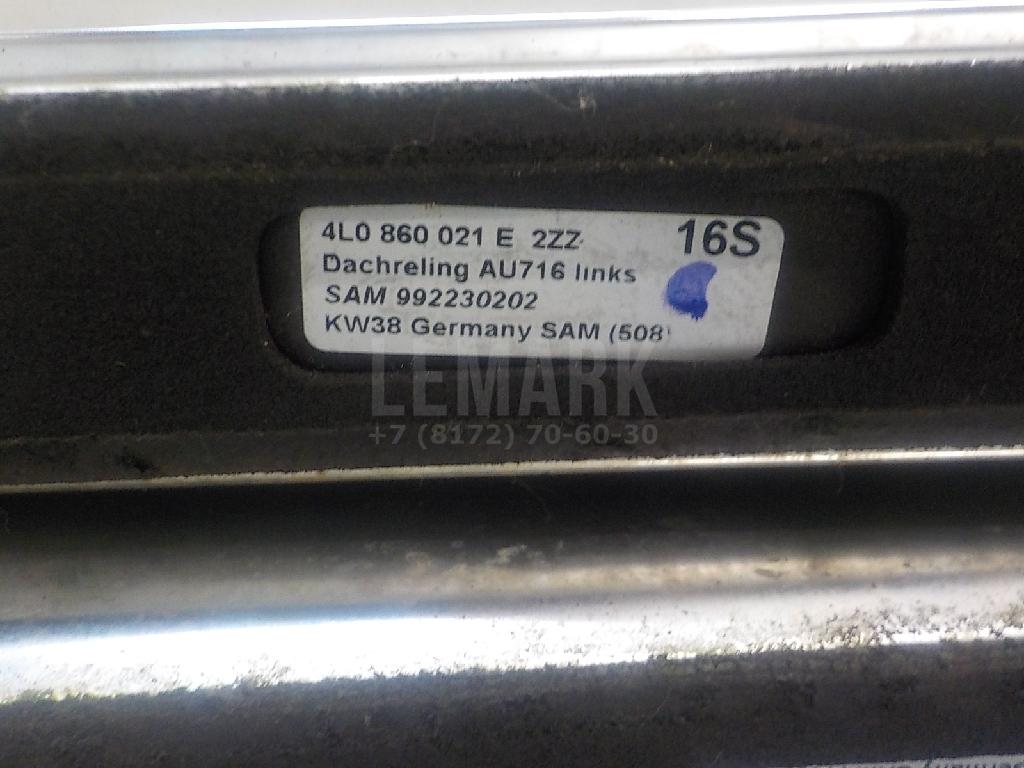 4L0 860 021 E 2ZZ 16S
Dachreling AU716 links
SAM 992230202
KW38 Germany SAM (508)
LEMARK
+7 (8172) 70-60-30